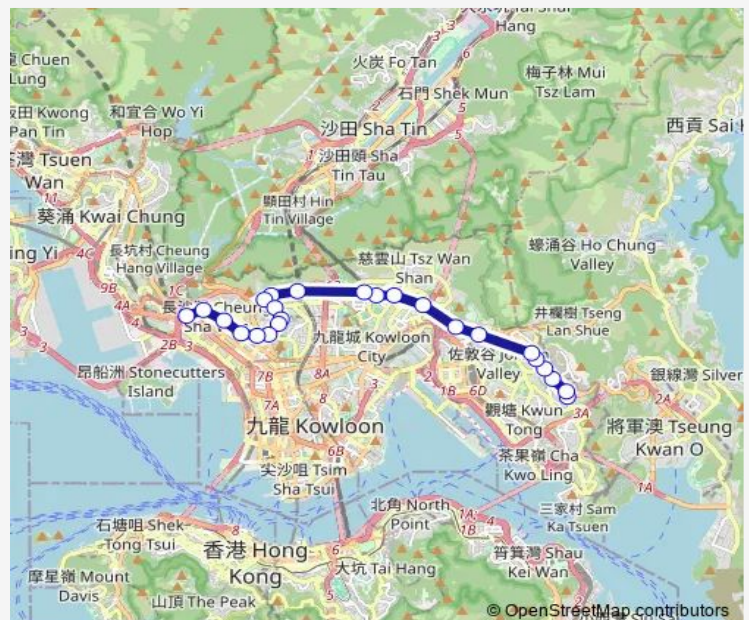 Hang
火炭 Fo Tan
Chuen
Lung
梅子林 Mui
Tsz Lam
石門 Shek Mun
Kwong
Pan Tin
和宜合 Wo Yi
Hop
沙田 Sha Tin
西貢 Sai
沙田頭 Sha
Tin Tau
Tsuen
Wan
顯田村 Hin
Tin Village
葵涌 Kwai Chung
ing Yi
長坑村 Cheung
Hang Village
慈雲山 Tsz Wan
Shan
蠔涌谷 Ho Chung
Valley
井欄樹 Tseng
Lan Shue
九龍城 Kowloon
City
佐敦谷
Valley
昂船洲 Stonecutters
Island
銀線灣 Silver
觀塘 Kwun
Tong
將軍澳 Tseung
Kwan O
九龍 Kowloon
茶果嶺 Cha
Kwo Ling
尖沙咀 Tsim
Sha Tsui
三家村 Sam
Ka Tsuen
北角 North
Point
石塘咀 Shek
Tong Tsui
香港 Hong
Kong
筲箕灣 Shau
Kei Wan
大坑 Tai Hang
摩星嶺 Mount
Davis
山頂 The Peak
© OpenStreetMap contributors